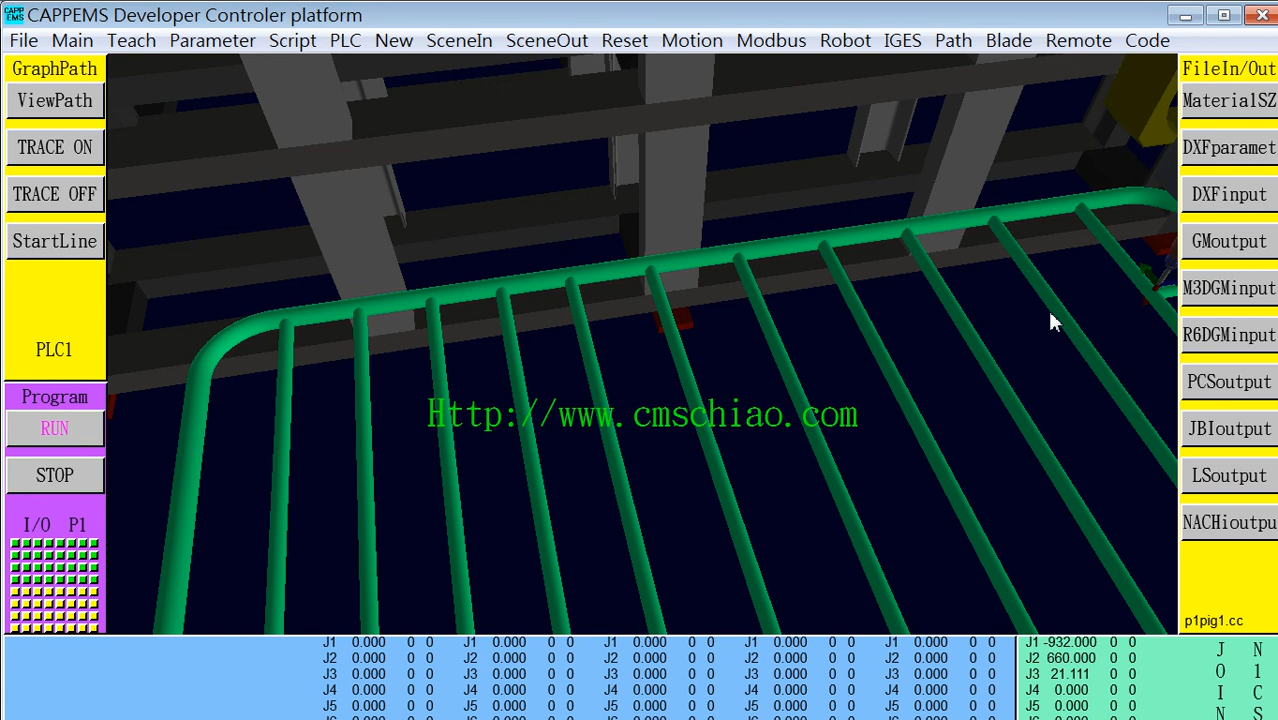 CAPP EMS CAPPEMS Developer Controler platform
File Main Teach Parameter Script PLC New SceneIn SceneOut Reset Motion Modbus Robot IGES Path Blade Remote Code
GraphPath
ViewPath
TRACE ON
TRACE OFF
StartLine
PLC1
Program
RUN
STOP
I/O P1
Http://www.cmschiao.com
FileIn/Out
MaterialSZ
DXFparamet
DXFinput
GMoutput
M3DGMinput
R6DGMinput
PCSoutput
JBIoutput
LSoutput
NACHioutpu
p1pig1.cc
J1 0.000 0 0 J1 0.000 0 0 J1 0.000 0 0 J1 0.000 0 0 J1 0.000 0 0 J1 -932.000 0 0
J2 0.000 0 0 J2 0.000 0 0 J2 0.000 0 0 J2 0.000 0 0 J2 0.000 0 0 J2 660.000 0 0
J3 0.000 0 0 J3 0.000 0 0 J3 0.000 0 0 J3 0.000 0 0 J3 0.000 0 0 J3 21.111 0 0
J4 0.000 0 0 J4 0.000 0 0 J4 0.000 0 0 J4 0.000 0 0 J4 0.000 0 0 J4 0.000 0 0
J5 0.000 0 0 J5 0.000 0 0 J5 0.000 0 0 J5 0.000 0 0 J5 0.000 0 0 J5 0.000 0 0
J N
O 1
I C
N S